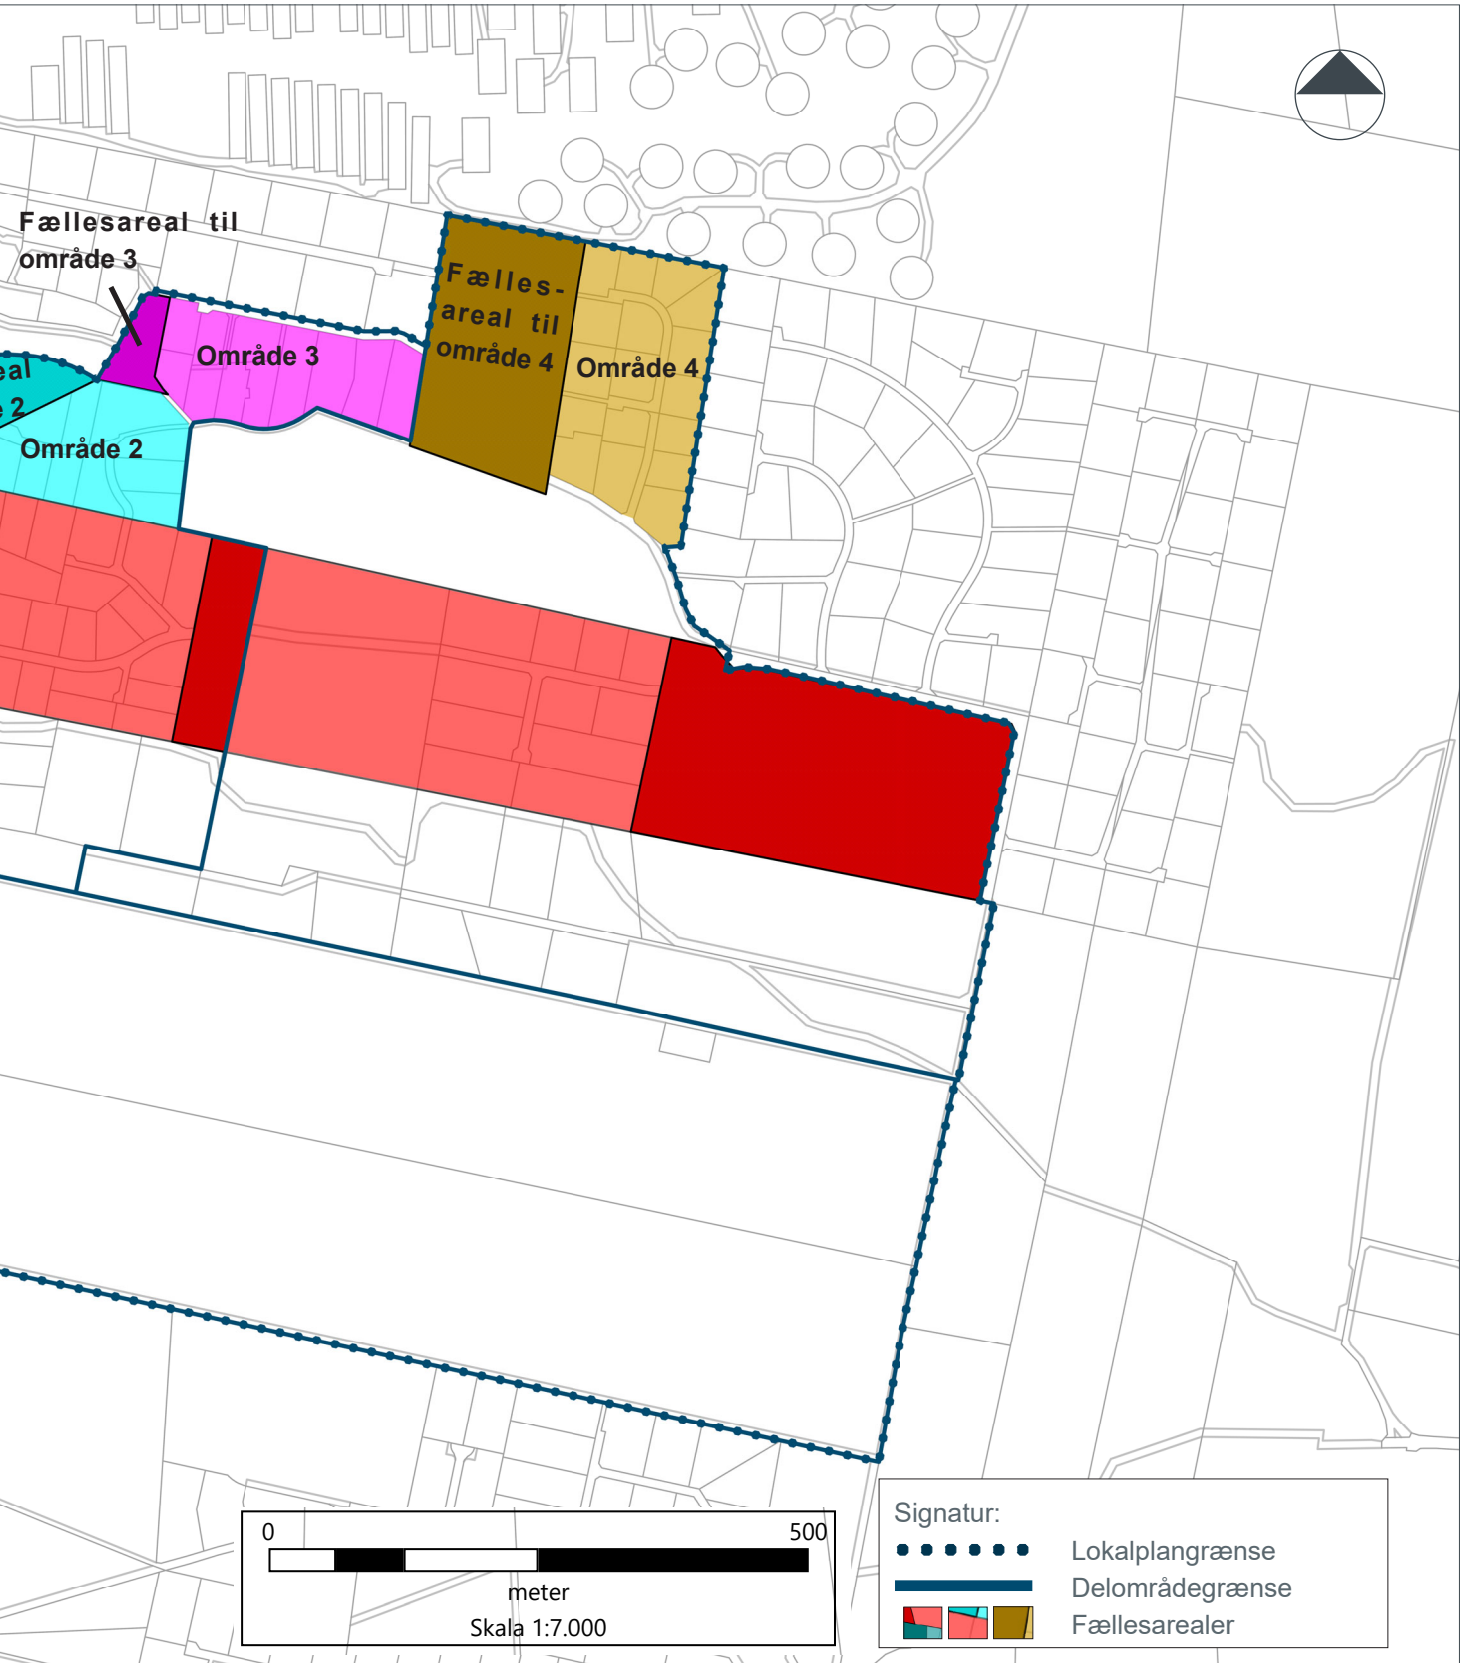 Fællesareal til
område 3
Fælles-
areal til
område 4
Område 3
Område 4
eal
e 2
Område 2
0 500
meter
Skala 1:7.000
Signatur:
Lokalplangrænse
Delområdegrænse
Fællesarealer